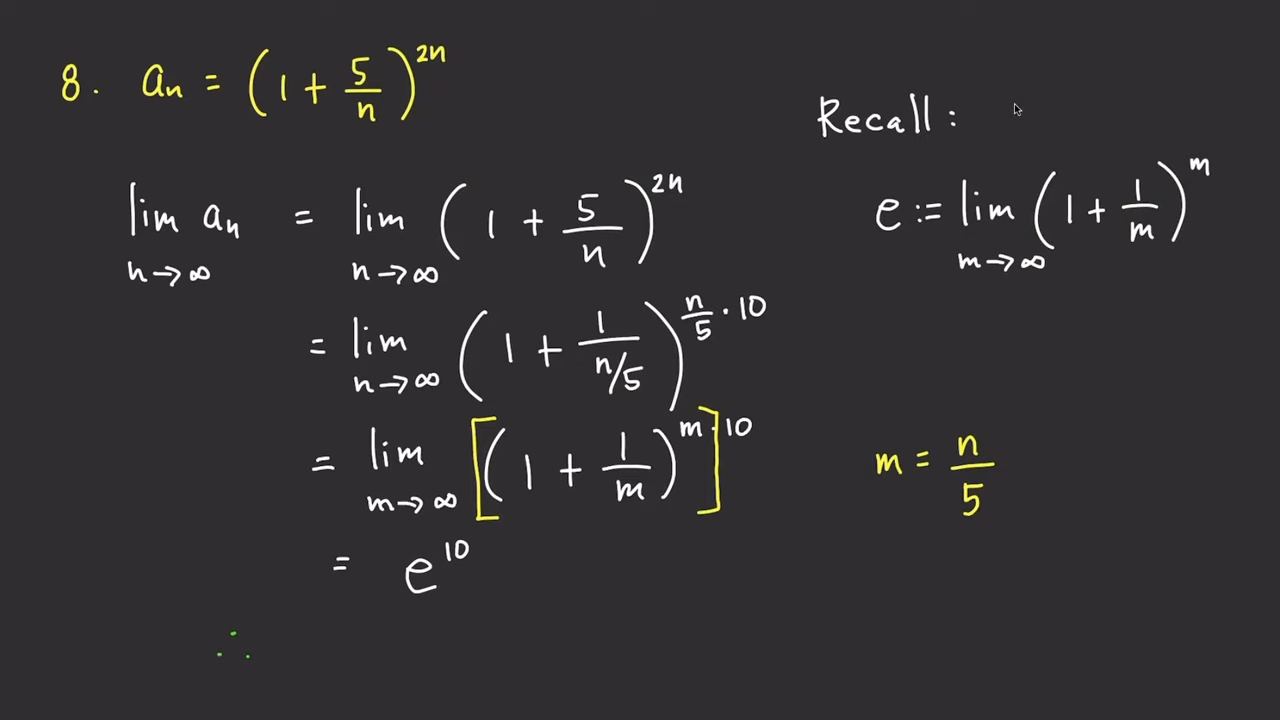 8. aₙ = (1 + 5/n)²ⁿ
Recall:
lim n→∞ aₙ = lim n→∞ (1 + 5/n)²ⁿ
e := lim m→∞ (1 + 1/m)ᵐ
= lim n→∞ (1 + 1/(n/5))^(n/5 · 10)
= lim m→∞ [(1 + 1/m)^m]^·10
m = n/5
= e¹⁰
∴